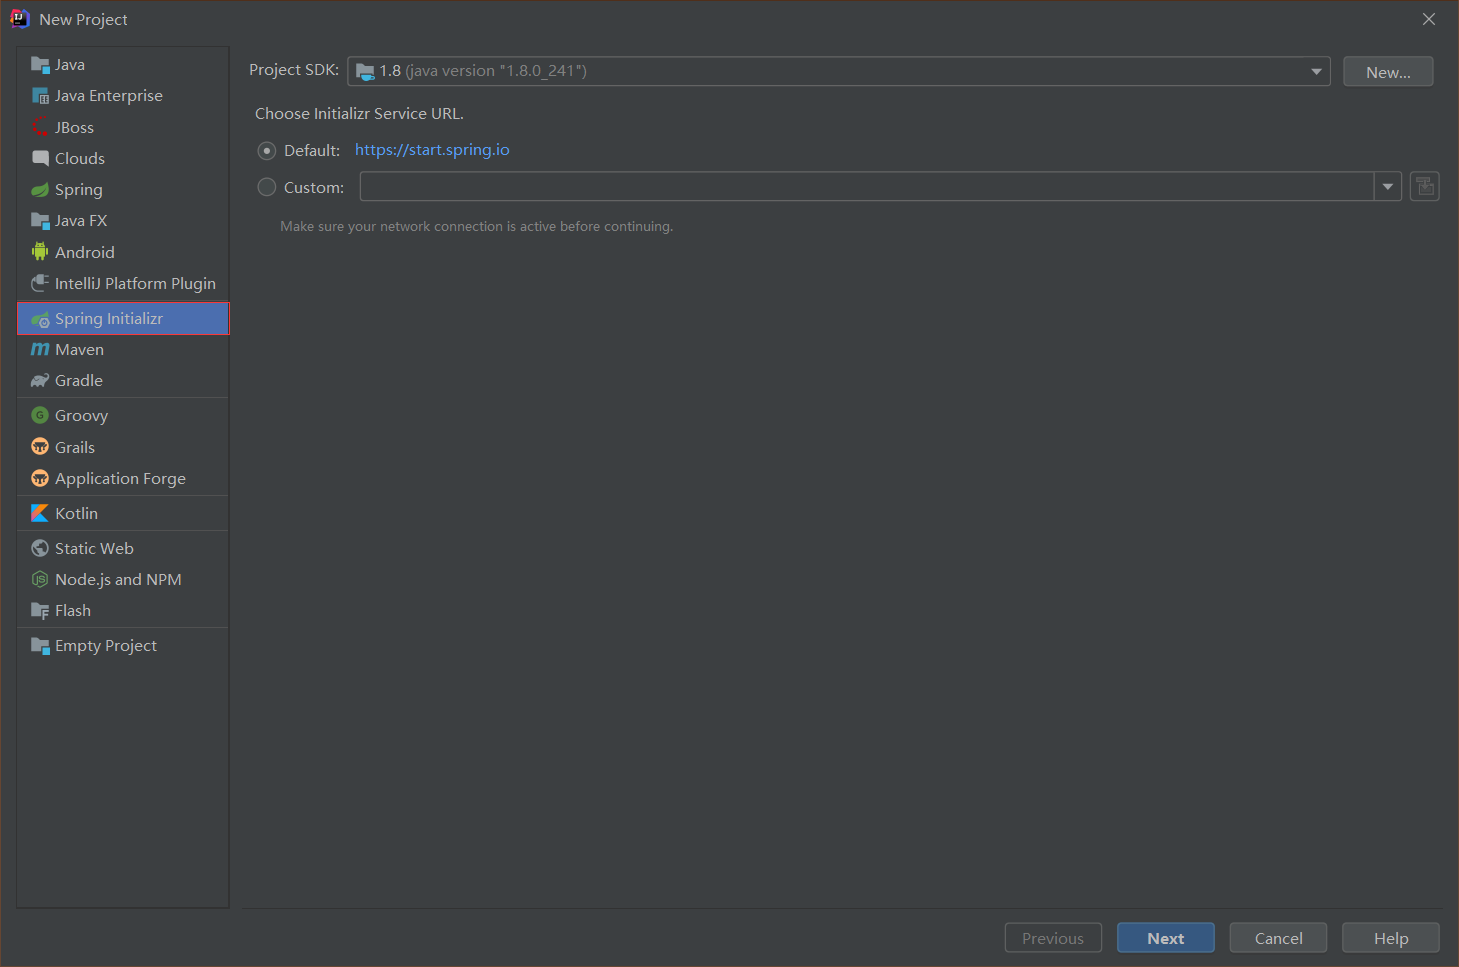 New Project
Java
Java Enterprise
JBoss
Clouds
Spring
Java FX
Android
IntelliJ Platform Plugin
Spring Initializr
Maven
Gradle
Groovy
Grails
Application Forge
Kotlin
Static Web
Node.js and NPM
Flash
Empty Project
Project SDK: 1.8 (java version "1.8.0_241") New...
Choose Initializr Service URL.
Default: https://start.spring.io
Custom:
Make sure your network connection is active before continuing.
Previous Next Cancel Help